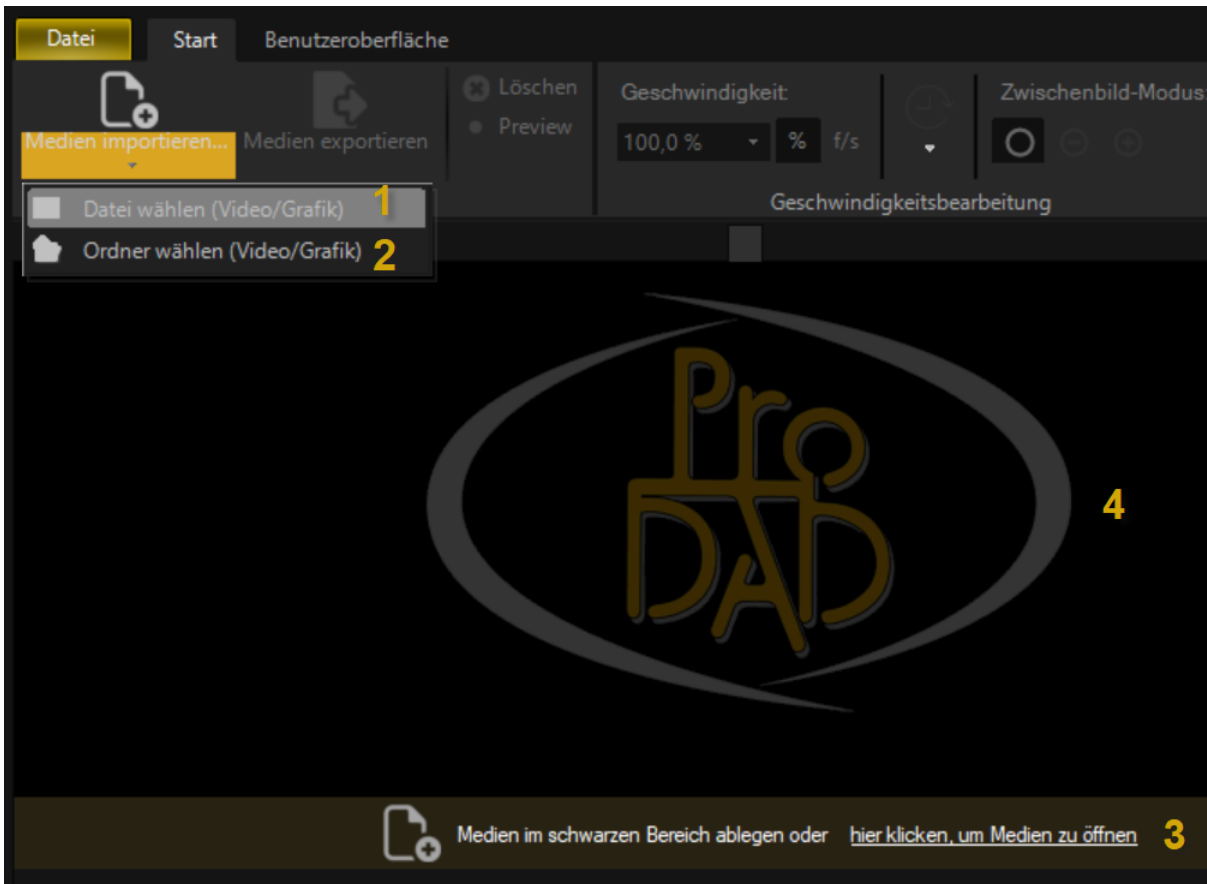 Datei Start Benutzeroberfläche
Löschen
Geschwindigkeit:
Zwischenbild-Modus:
Medien importieren... Medien exportieren
Preview
100,0 % % f/s
Datei wählen (Video/Grafik) 1
Geschwindigkeitsbearbeitung
Ordner wählen (Video/Grafik) 2
Pro
DAD
4
Medien im schwarzen Bereich ablegen oder hier klicken, um Medien zu öffnen 3